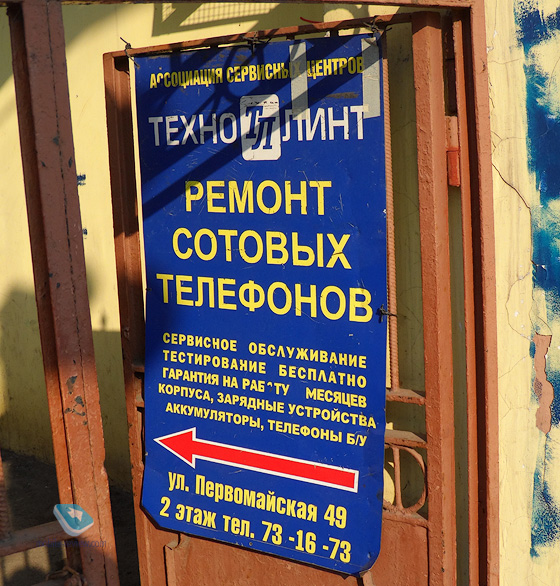 АССОЦИАЦИЯ СЕРВИСНЫХ ЦЕНТРОВ
ТЕХНО ТЛ ЛИНТ
РЕМОНТ
СОТОВЫХ
ТЕЛЕФОНОВ
СЕРВИСНОЕ ОБСЛУЖИВАНИЕ
ТЕСТИРОВАНИЕ БЕСПЛАТНО
ГАРАНТИЯ НА РАБОТУ МЕСЯЦЕВ
КОРПУСА, ЗАРЯДНЫЕ УСТРОЙСТВА
АККУМУЛЯТОРЫ, ТЕЛЕФОНЫ Б/У
ул. Первомайская 49
2 этаж тел. 73 -16 -73